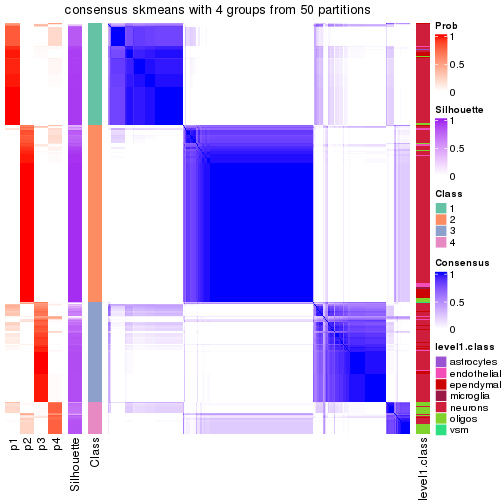 consensus skmeans with 4 groups from 50 partitions
Prob
1
0.5
0
Silhouette
1
0.5
0
Class
1
2
3
4
Consensus
1
0.5
0
level1.class
astrocytes
endothelial
ependymal
microglia
neurons
oligos
vsm
p1
p2
p3
p4
Silhouette
Class
level1.class